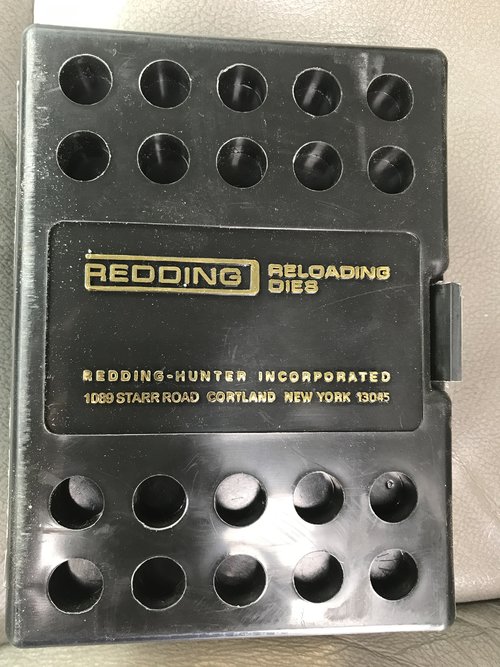 REDDING RELOADING
DIES
REDDING-HUNTER INCORPORATED
1089 STARR ROAD CORTLAND NEW YORK 13045